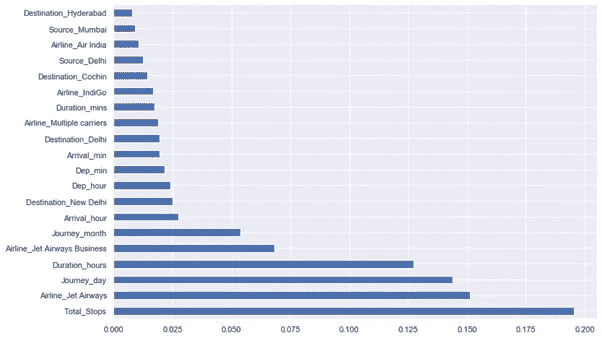 Destination_Hyderabad
Source_Mumbai
Airline_Air India
Source_Delhi
Destination_Cochin
Airline_IndiGo
Duration_mins
Airline_Multiple carriers
Destination_Delhi
Arrival_min
Dep_min
Dep_hour
Destination_New Delhi
Arrival_hour
Journey_month
Airline_Jet Airways Business
Duration_hours
Journey_day
Airline_Jet Airways
Total_Stops
0.000 0.025 0.050 0.075 0.100 0.125 0.150 0.175 0.200